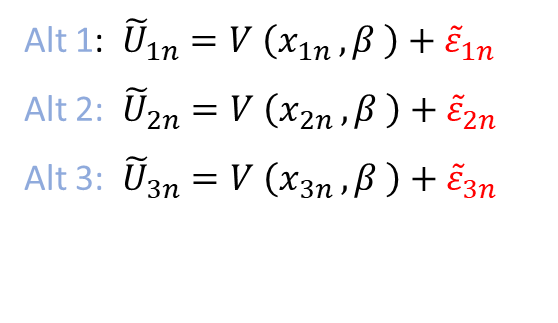 Alt 1: Ũ₁ₙ = V (x₁ₙ, β) + ε̃₁ₙ
Alt 2: Ũ₂ₙ = V (x₂ₙ, β) + ε̃₂ₙ
Alt 3: Ũ₃ₙ = V (x₃ₙ, β) + ε̃₃ₙ